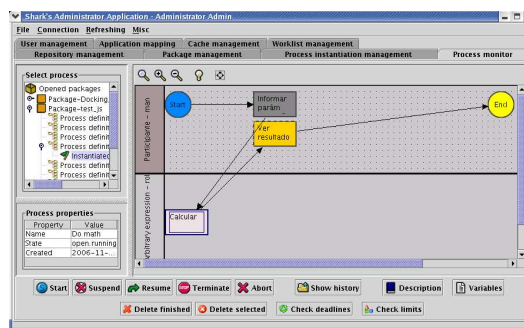 Shark's Administrator Application - Administrator Admin
File Connection Refreshing Misc
User management Application mapping Cache management Worklist management
Repository management Package management Process instantiation management Process monitor
Select process
Opened packages
Package-Docking
Package-test_js
Process definit
Process definit
Process definit
Process definit
Instantiated
Process definit
Process definit
Process properties
Property Value
Name Do math
State open.running
Created 2006-11-...
Participante - man
Start
Informar
parâm
Ver
resultado
End
Arbitrary expression - rol
Calcular
Start Suspend Resume Terminate Abort Show history Description Variables
Delete finished Delete selected Check deadlines Check limits